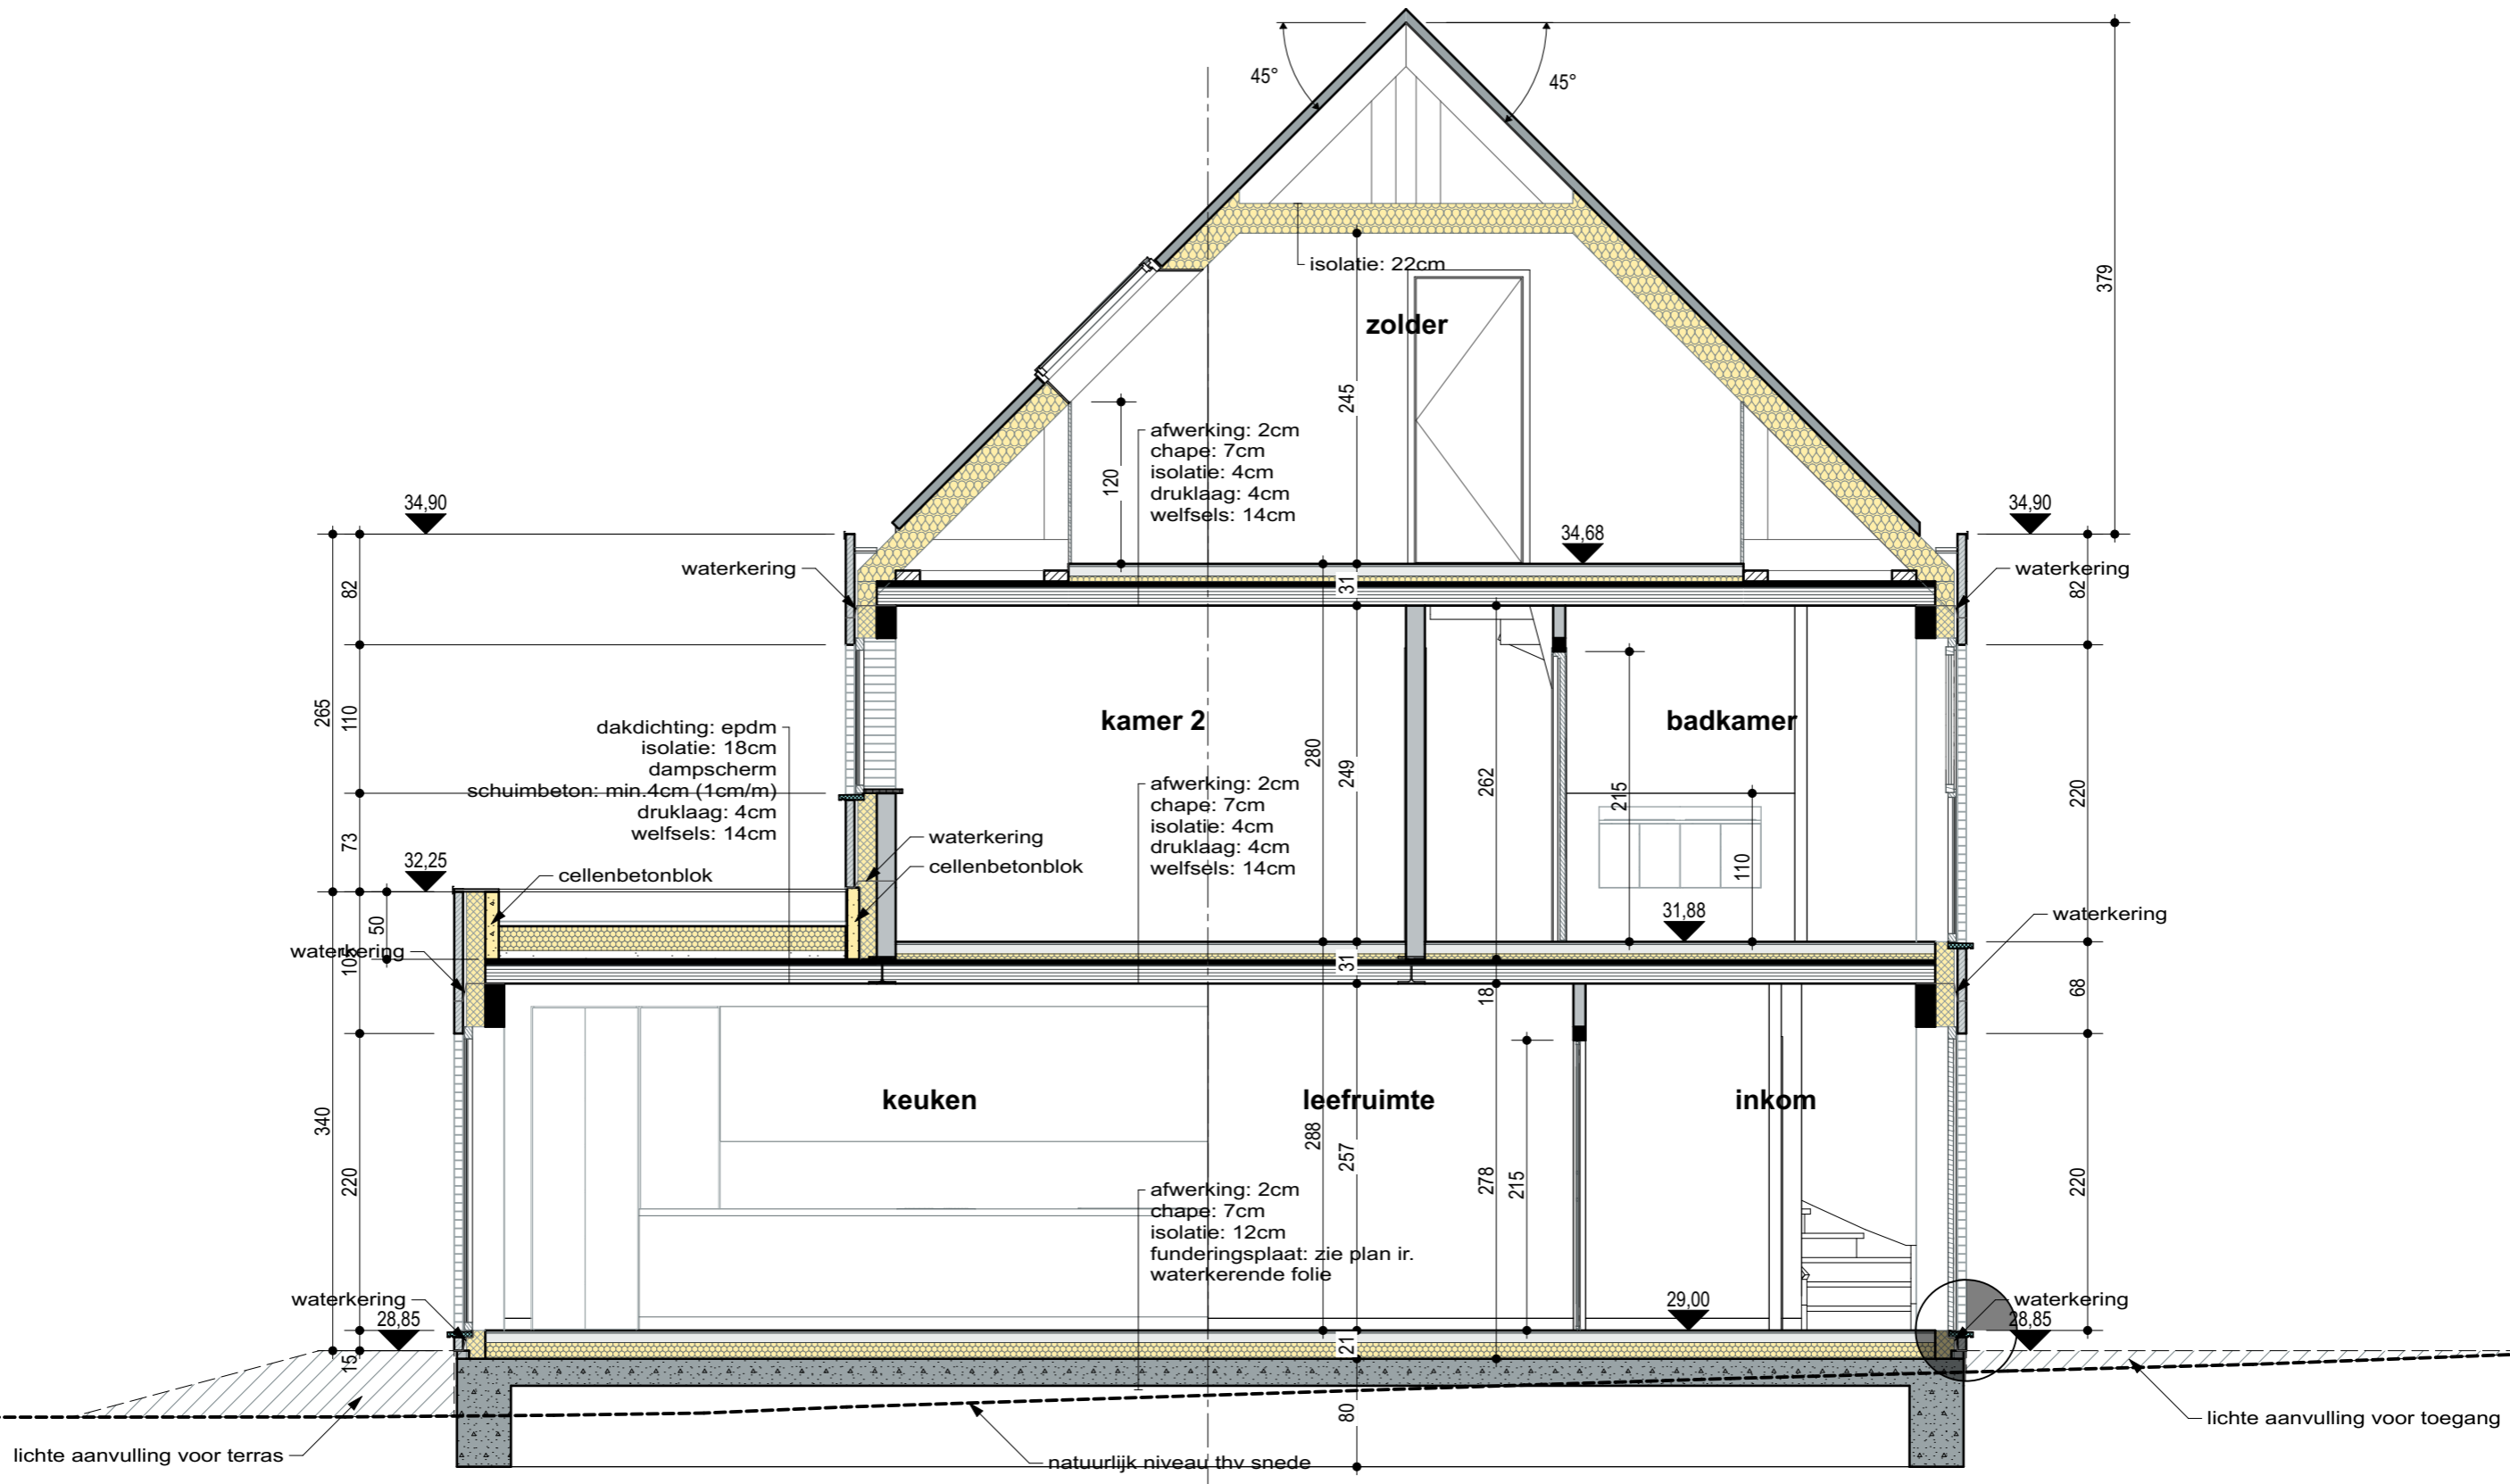 45°
45°
379
isolatie: 22cm
zolder
245
120
afwerking: 2cm
chape: 7cm
isolatie: 4cm
druklaag: 4cm
welfsels: 14cm
34,90
34,90
34,68
waterkering
waterkering
31
82
82
265
110
dakdichting: epdm
isolatie: 18cm
dampscherm
schuimbeton: min.4cm (1cm/m)
druklaag: 4cm
welfsels: 14cm
kamer 2
badkamer
280
249
262
215
220
afwerking: 2cm
chape: 7cm
isolatie: 4cm
druklaag: 4cm
welfsels: 14cm
73
waterkering
cellenbetonblok
110
32,25
cellenbetonblok
31,88
waterkering
50
waterkering
31
18
68
340
220
keuken
leefruimte
inkom
288
257
278
215
220
afwerking: 2cm
chape: 7cm
isolatie: 12cm
funderingsplaat: zie plan ir.
waterkerende folie
waterkering
28,85
29,00
waterkering
28,85
15
21
80
lichte aanvulling voor terras
natuurlijk niveau thv snede
lichte aanvulling voor toegang